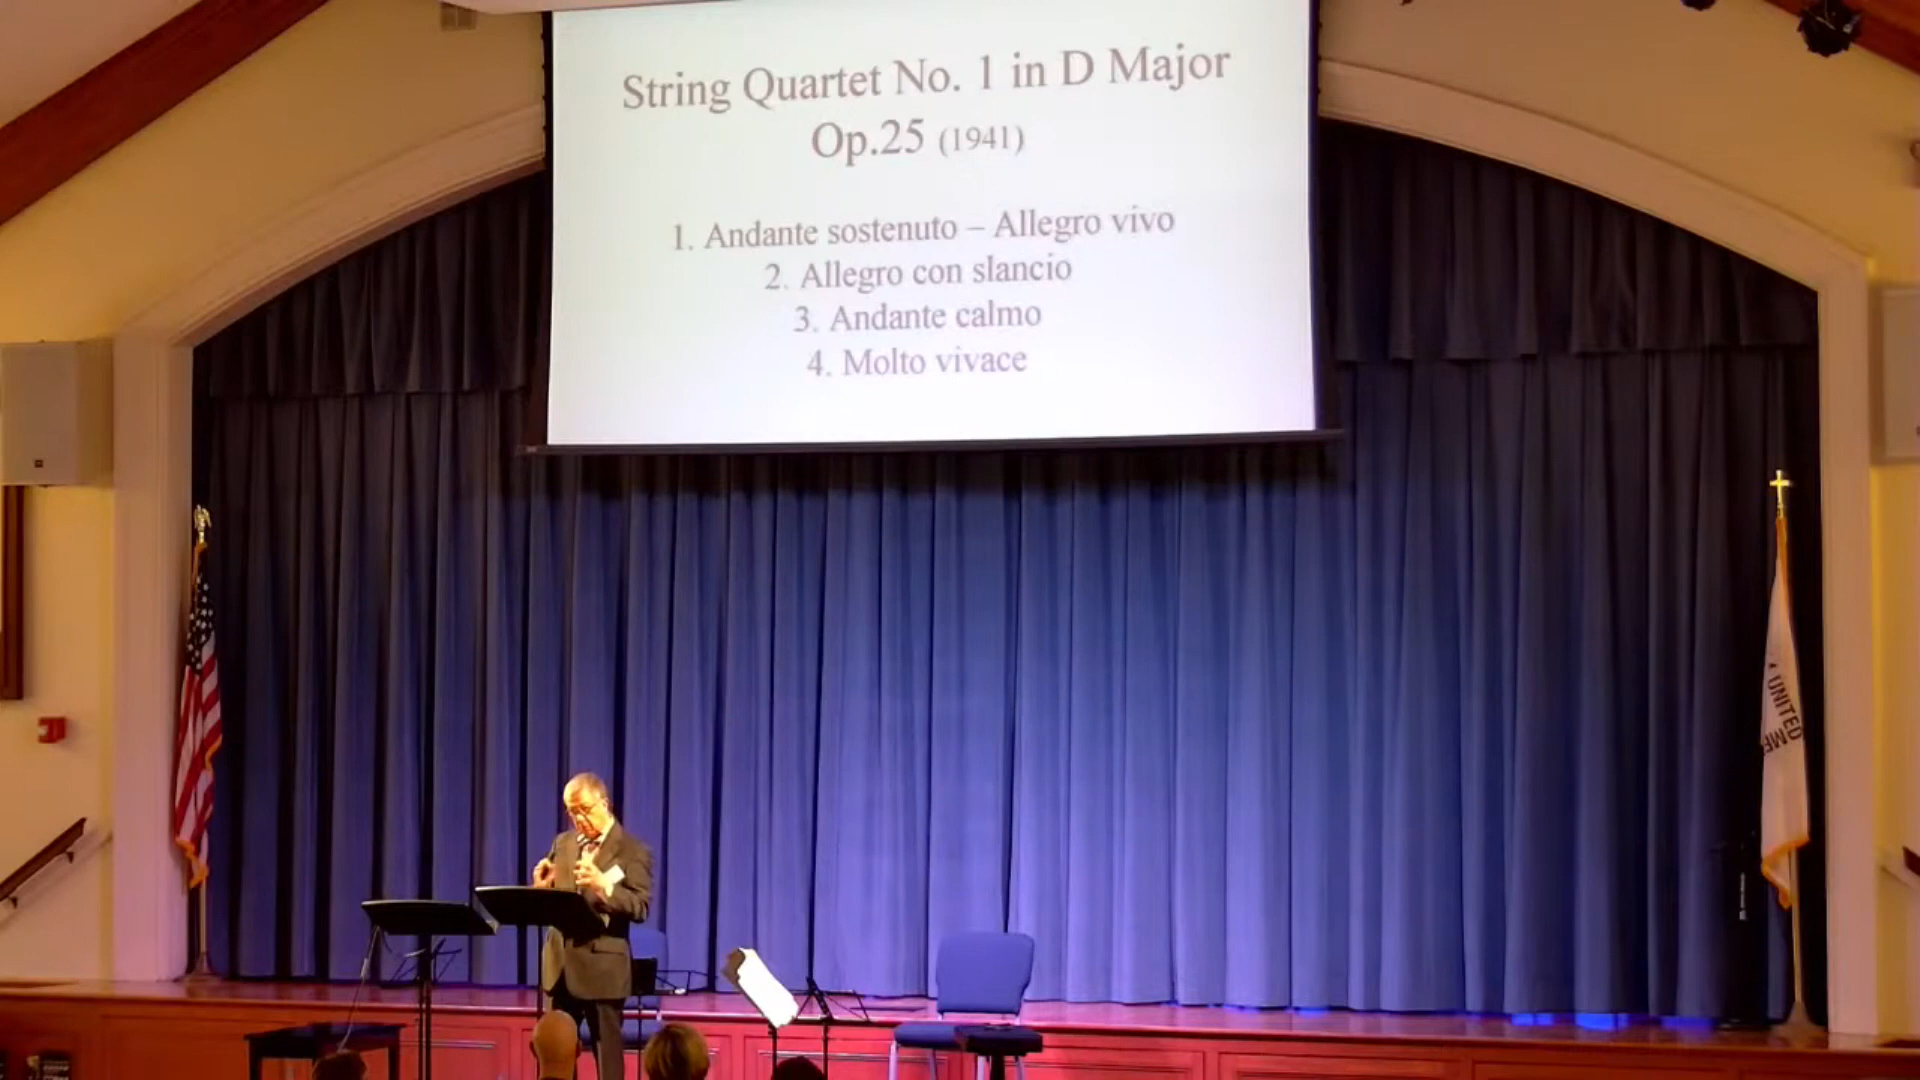 String Quartet No. 1 in D Major
Op.25 (1941)
1. Andante sostenuto – Allegro vivo
2. Allegro con slancio
3. Andante calmo
4. Molto vivace
UNITED